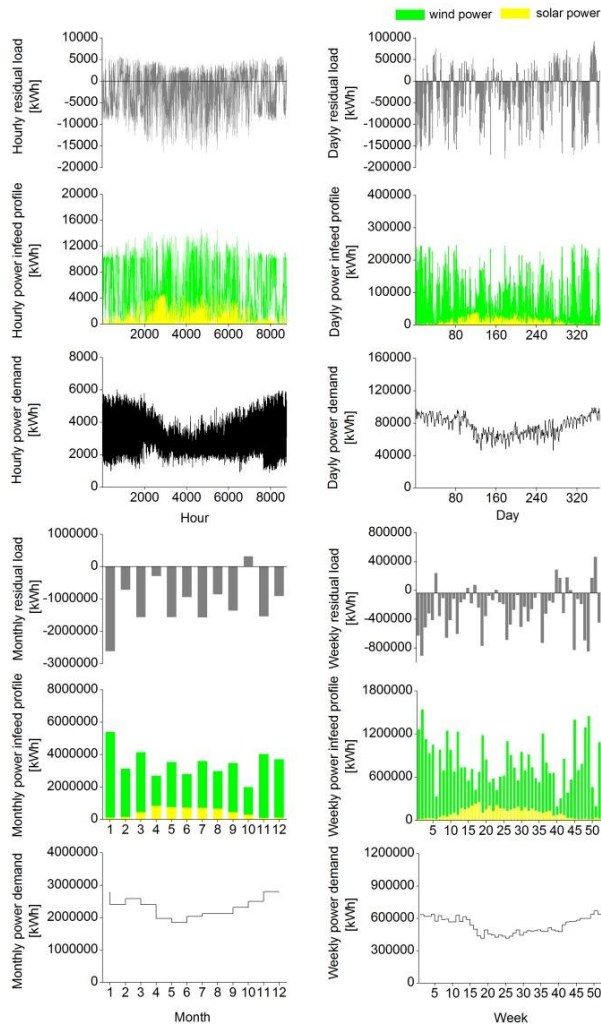 wind power solar power
Hourly residual load
[kWh]
10000
5000
0
-5000
-10000
-15000
-20000
Dayly residual load
[kWh]
100000
50000
0
-50000
-100000
-150000
-200000
Hourly power infeed profile
[kWh]
20000
16000
12000
8000
4000
0
2000 4000 6000 8000
Dayly power infeed profile
[kWh]
400000
300000
200000
100000
0
80 160 240 320
Hourly power demand
[kWh]
8000
6000
4000
2000
0
2000 4000 6000 8000
Hour
Dayly power demand
[kWh]
160000
120000
80000
40000
0
80 160 240 320
Day
Monthly residual load
[kWh]
1000000
0
-1000000
-2000000
-3000000
Weekly residual load
[kWh]
800000
400000
0
-400000
-800000
Monthly power infeed profile
[kWh]
8000000
6000000
4000000
2000000
0
1 2 3 4 5 6 7 8 9 10 11 12
Weekly power infeed profile
[kWh]
1800000
1200000
600000
0
5 10 15 20 25 30 35 40 45 50
Monthly power demand
[kWh]
4000000
3000000
2000000
1000000
0
1 2 3 4 5 6 7 8 9 10 11 12
Month
Weekly power demand
[kWh]
1200000
900000
600000
300000
0
5 10 15 20 25 30 35 40 45 50
Week